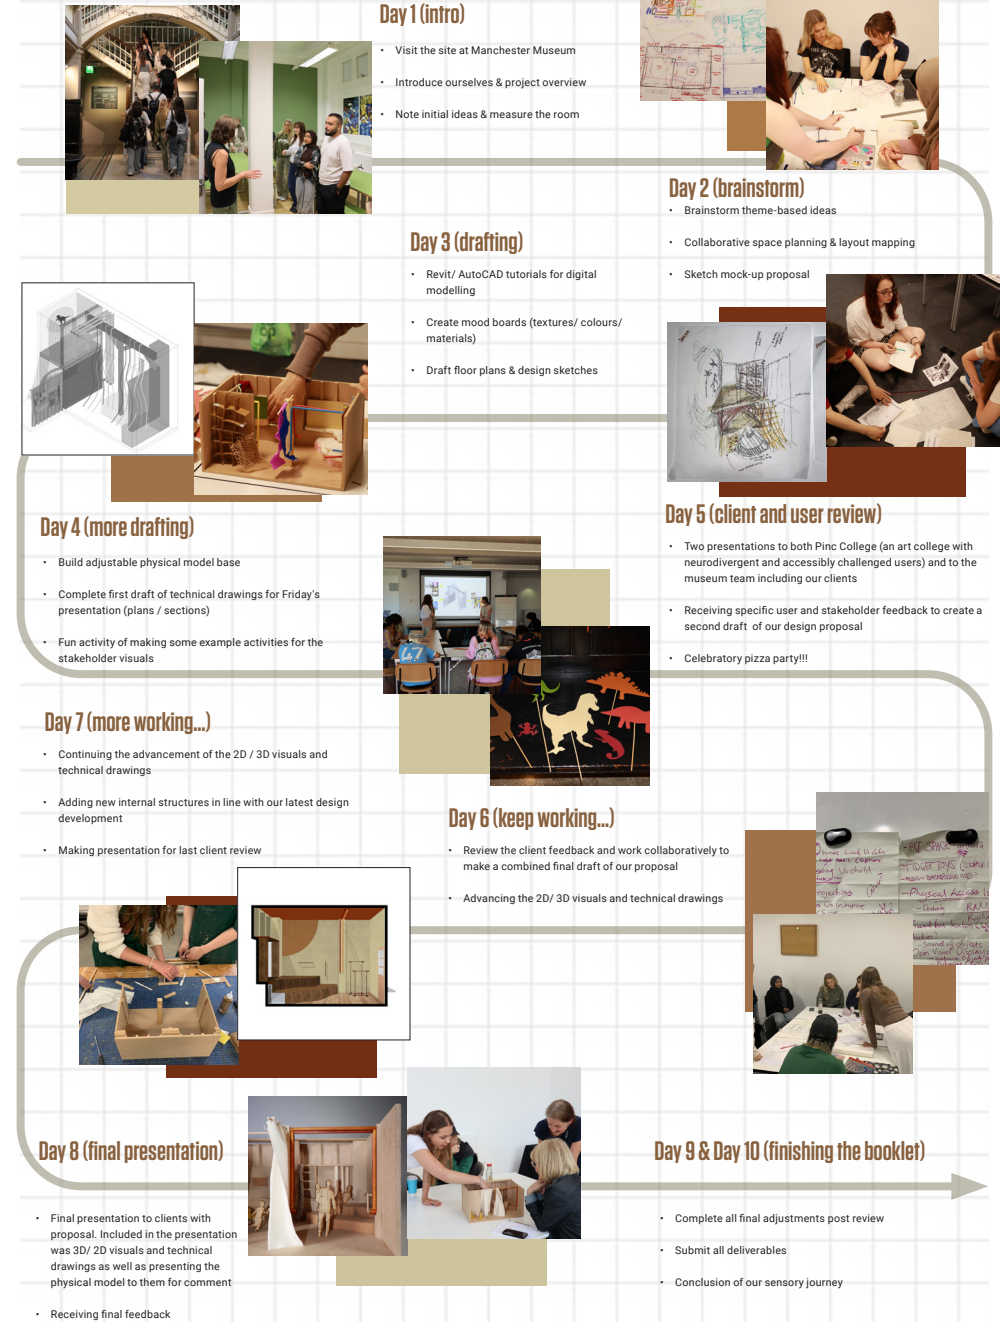 Day 1 (intro)
• Visit the site at Manchester Museum
• Introduce ourselves & project overview
• Note initial ideas & measure the room
Day 2 (brainstorm)
• Brainstorm theme-based ideas
• Collaborative space planning & layout mapping
• Sketch mock-up proposal
Day 3 (drafting)
• Revit/ AutoCAD tutorials for digital
modelling
• Create mood boards (textures/ colours/
materials)
• Draft floor plans & design sketches
Day 4 (more drafting)
• Build adjustable physical model base
• Complete first draft of technical drawings for Friday's
presentation (plans / sections)
• Fun activity of making some example activities for the
stakeholder visuals
Day 5 (client and user review)
• Two presentations to both Pinc College (an art college with
neurodivergent and accessibly challenged users) and to the
museum team including our clients
• Receiving specific user and stakeholder feedback to create a
second draft of our design proposal
• Celebratory pizza party!!!
Day 6 (keep working...)
• Review the client feedback and work collaboratively to
make a combined final draft of our proposal
• Advancing the 2D/ 3D visuals and technical drawings
Day 7 (more working...)
• Continuing the advancement of the 2D / 3D visuals and
technical drawings
• Adding new internal structures in line with our latest design
development
• Making presentation for last client review
Day 8 (final presentation)
• Final presentation to clients with
proposal. Included in the presentation
was 3D/ 2D visuals and technical
drawings as well as presenting the
physical model to them for comment
• Receiving final feedback
Day 9 & Day 10 (finishing the booklet)
• Complete all final adjustments post review
• Submit all deliverables
• Conclusion of our sensory journey